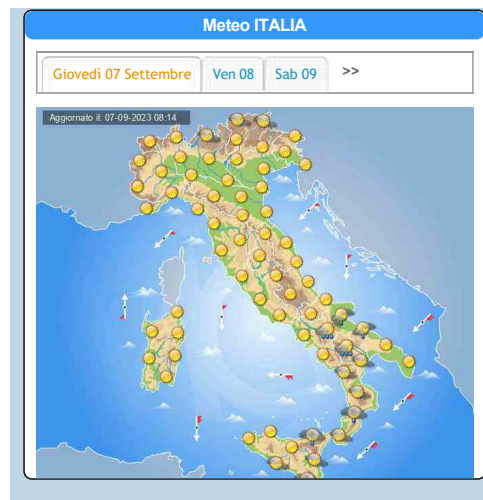 Meteo ITALIA
Giovedì 07 Settembre Ven 08 Sab 09 >>
Aggiornato il: 07-09-2023 08:14